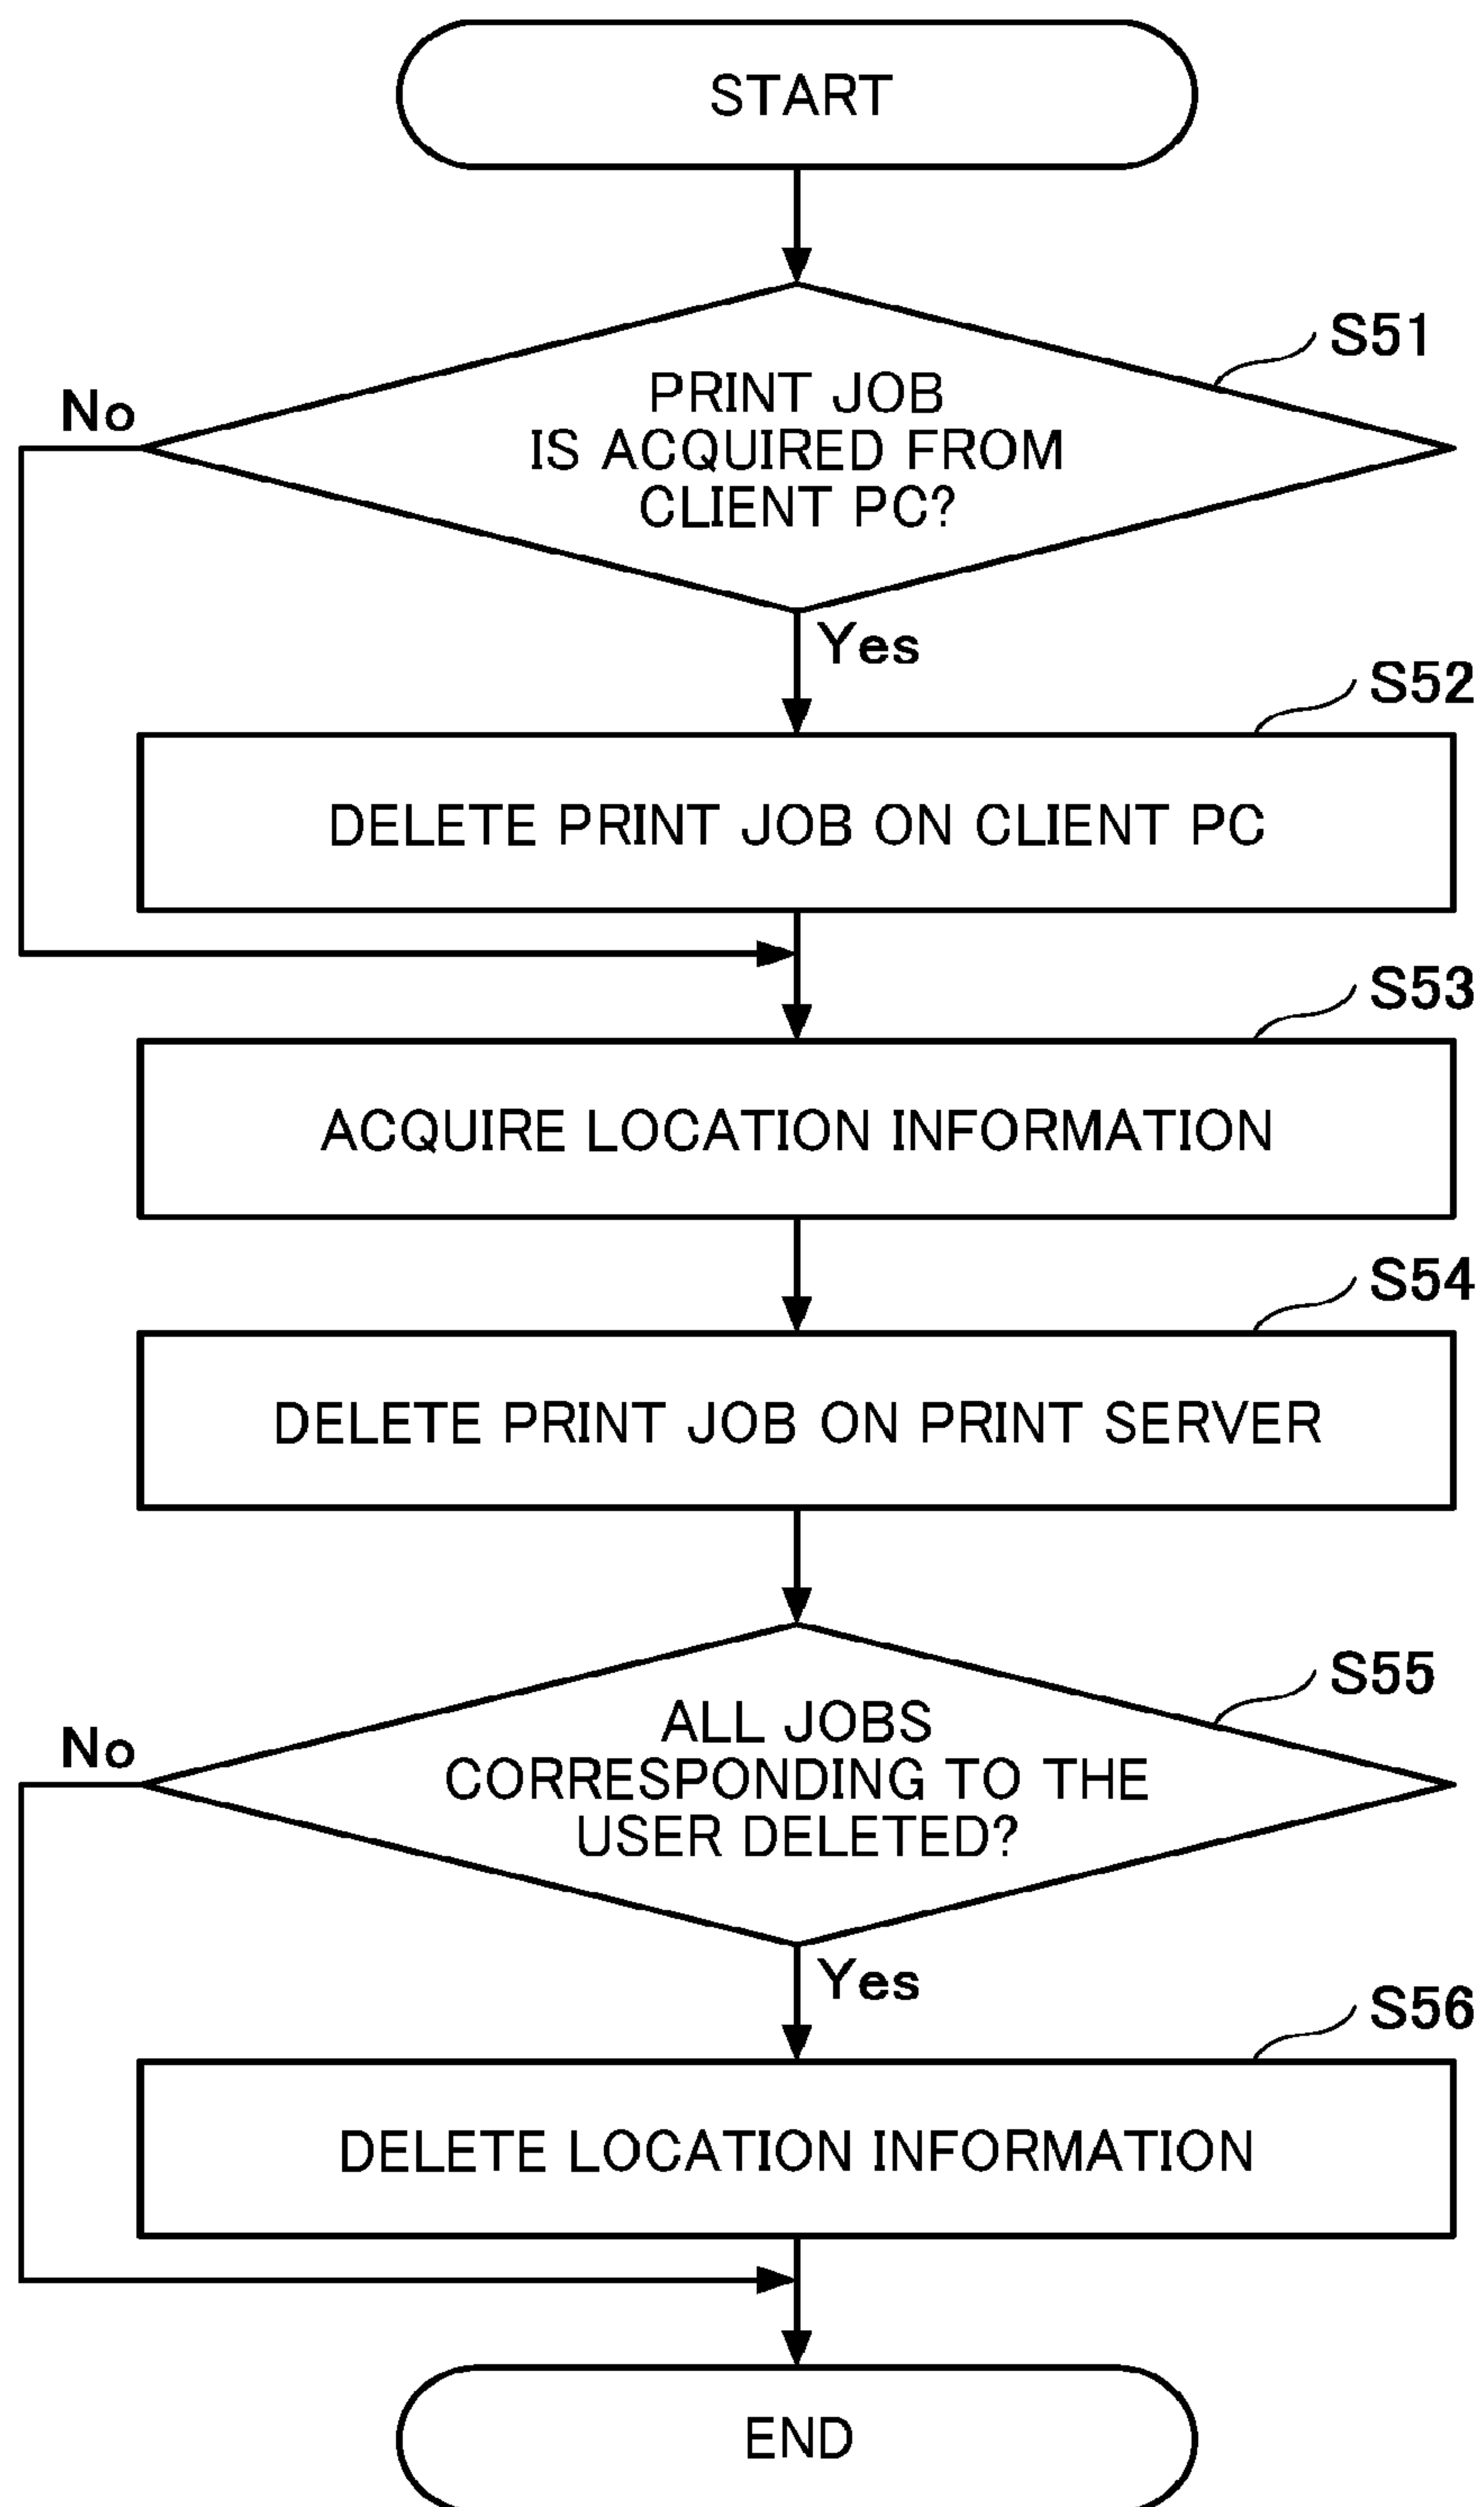 START
S51
PRINT JOB
IS ACQUIRED FROM
CLIENT PC?
No
Yes
S52
DELETE PRINT JOB ON CLIENT PC
S53
ACQUIRE LOCATION INFORMATION
S54
DELETE PRINT JOB ON PRINT SERVER
S55
ALL JOBS
CORRESPONDING TO THE
USER DELETED?
No
Yes
S56
DELETE LOCATION INFORMATION
END